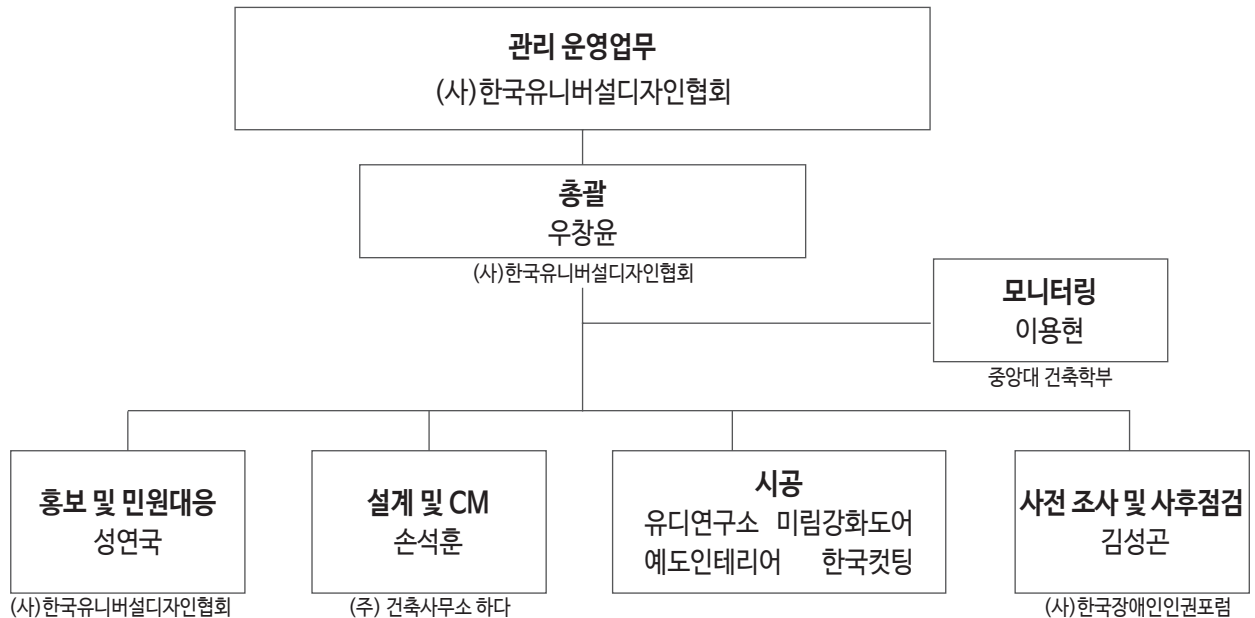 관리 운영업무
(사)한국유니버설디자인협회
총괄
우창윤
(사)한국유니버설디자인협회
모니터링
이용현
중앙대 건축학부
홍보 및 민원대응
성연국
(사)한국유니버설디자인협회
설계 및 CM
손석훈
(주) 건축사무소 하다
시공
유디연구소 미림강화도어
예도인테리어 한국컷팅
사전 조사 및 사후점검
김성곤
(사)한국장애인인권포럼